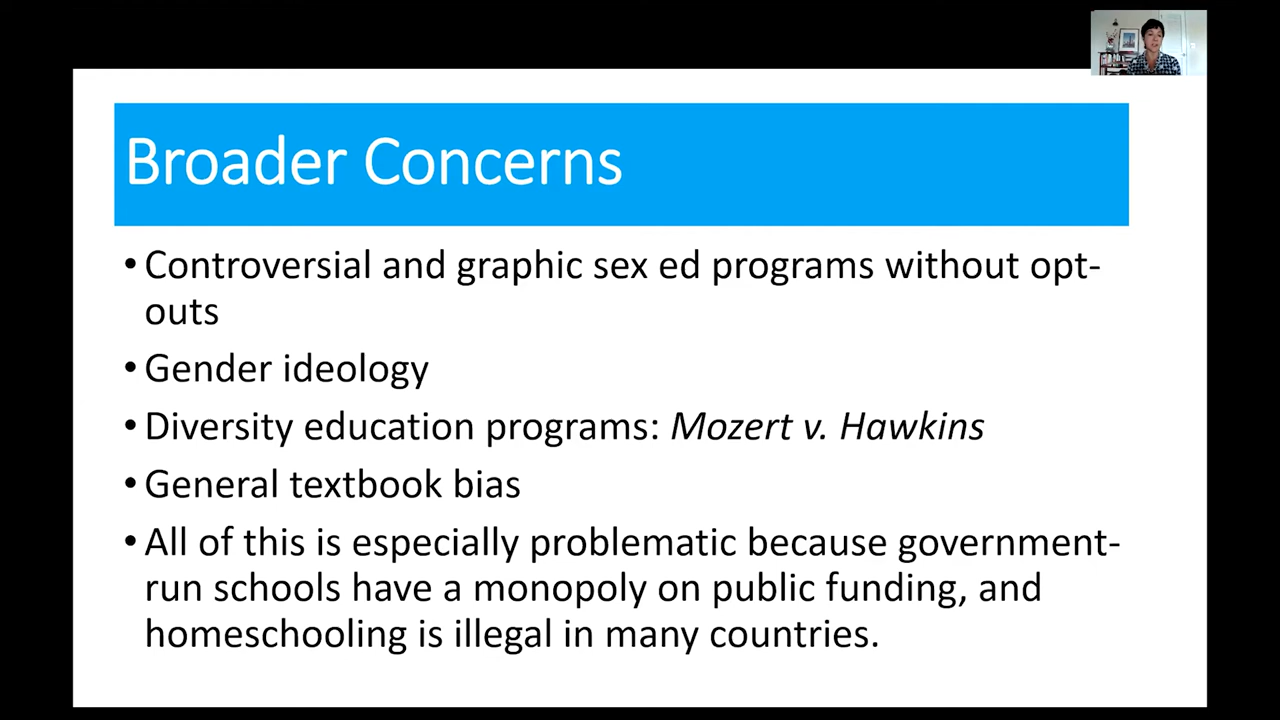 Broader Concerns
•Controversial and graphic sex ed programs without opt-
outs
•Gender ideology
•Diversity education programs: Mozert v. Hawkins
•General textbook bias
•All of this is especially problematic because government-
run schools have a monopoly on public funding, and
homeschooling is illegal in many countries.